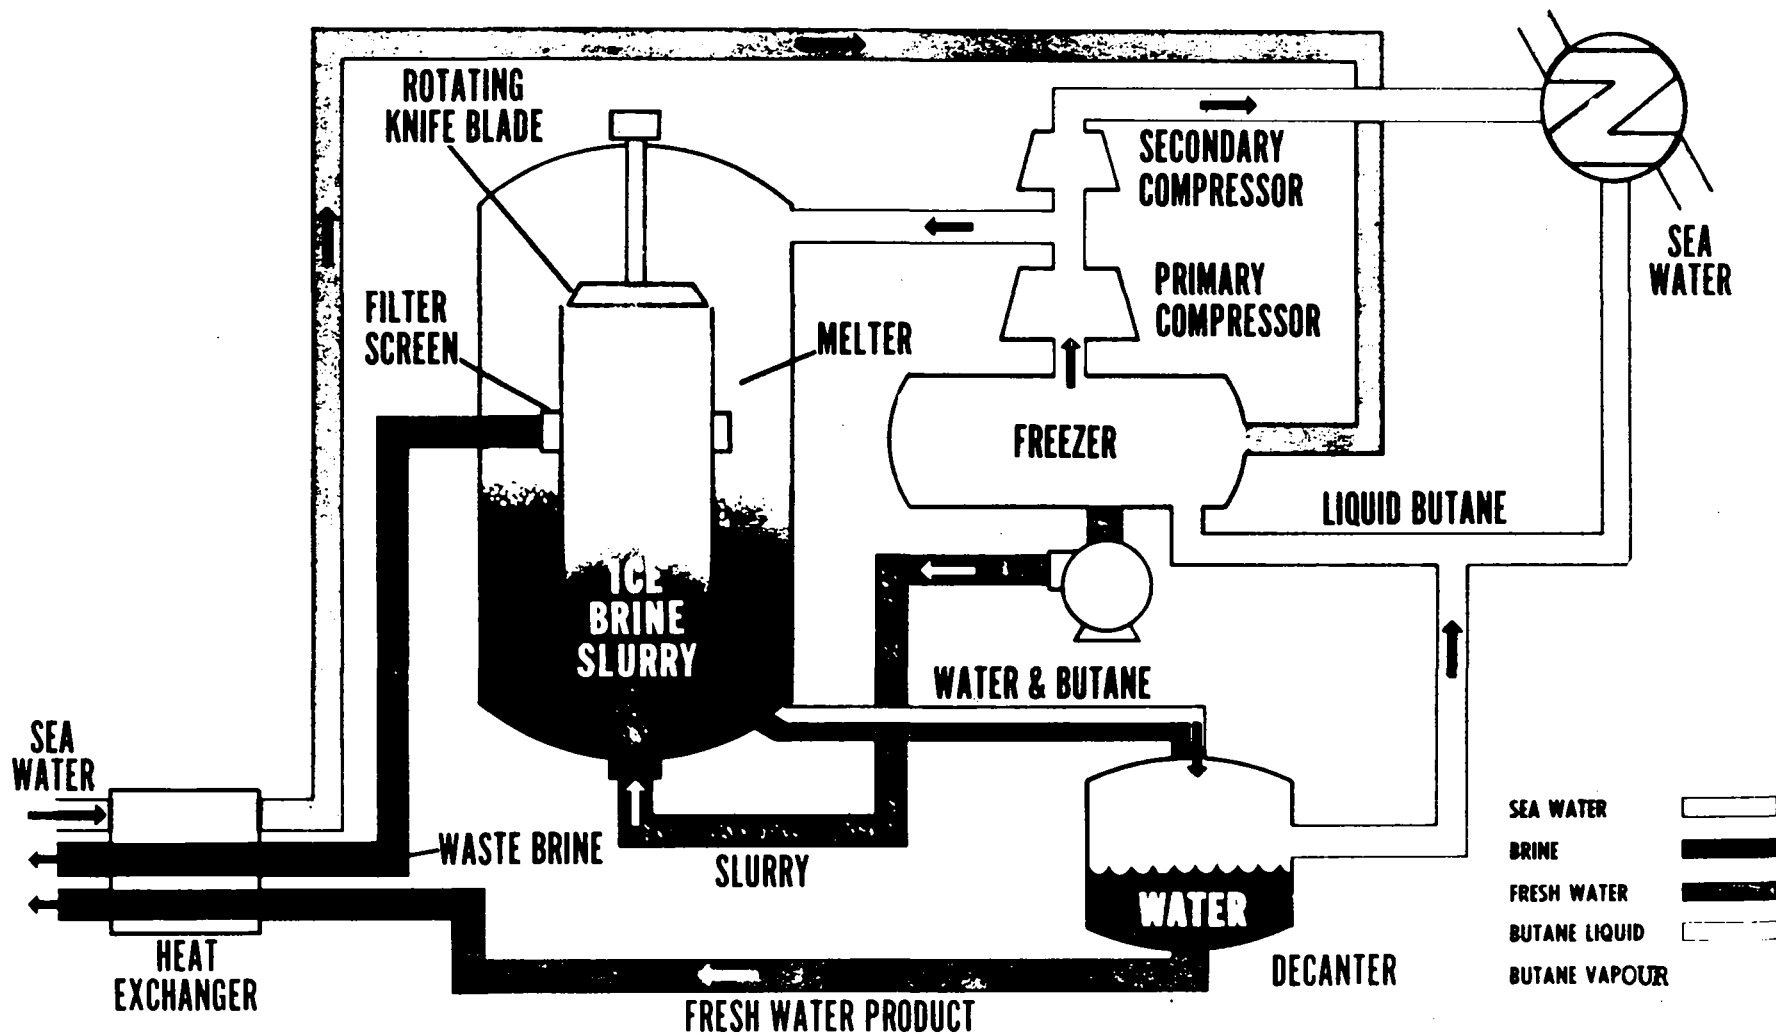 ROTATING
KNIFE BLADE
SECONDARY
COMPRESSOR
SEA
WATER
PRIMARY
COMPRESSOR
FILTER
SCREEN
MELTER
FREEZER
LIQUID BUTANE
ICE
BRINE
SLURRY
WATER & BUTANE
SEA
WATER
WASTE BRINE
SLURRY
WATER
HEAT
EXCHANGER
DECANTER
FRESH WATER PRODUCT
SEA WATER
BRINE
FRESH WATER
BUTANE LIQUID
BUTANE VAPOUR